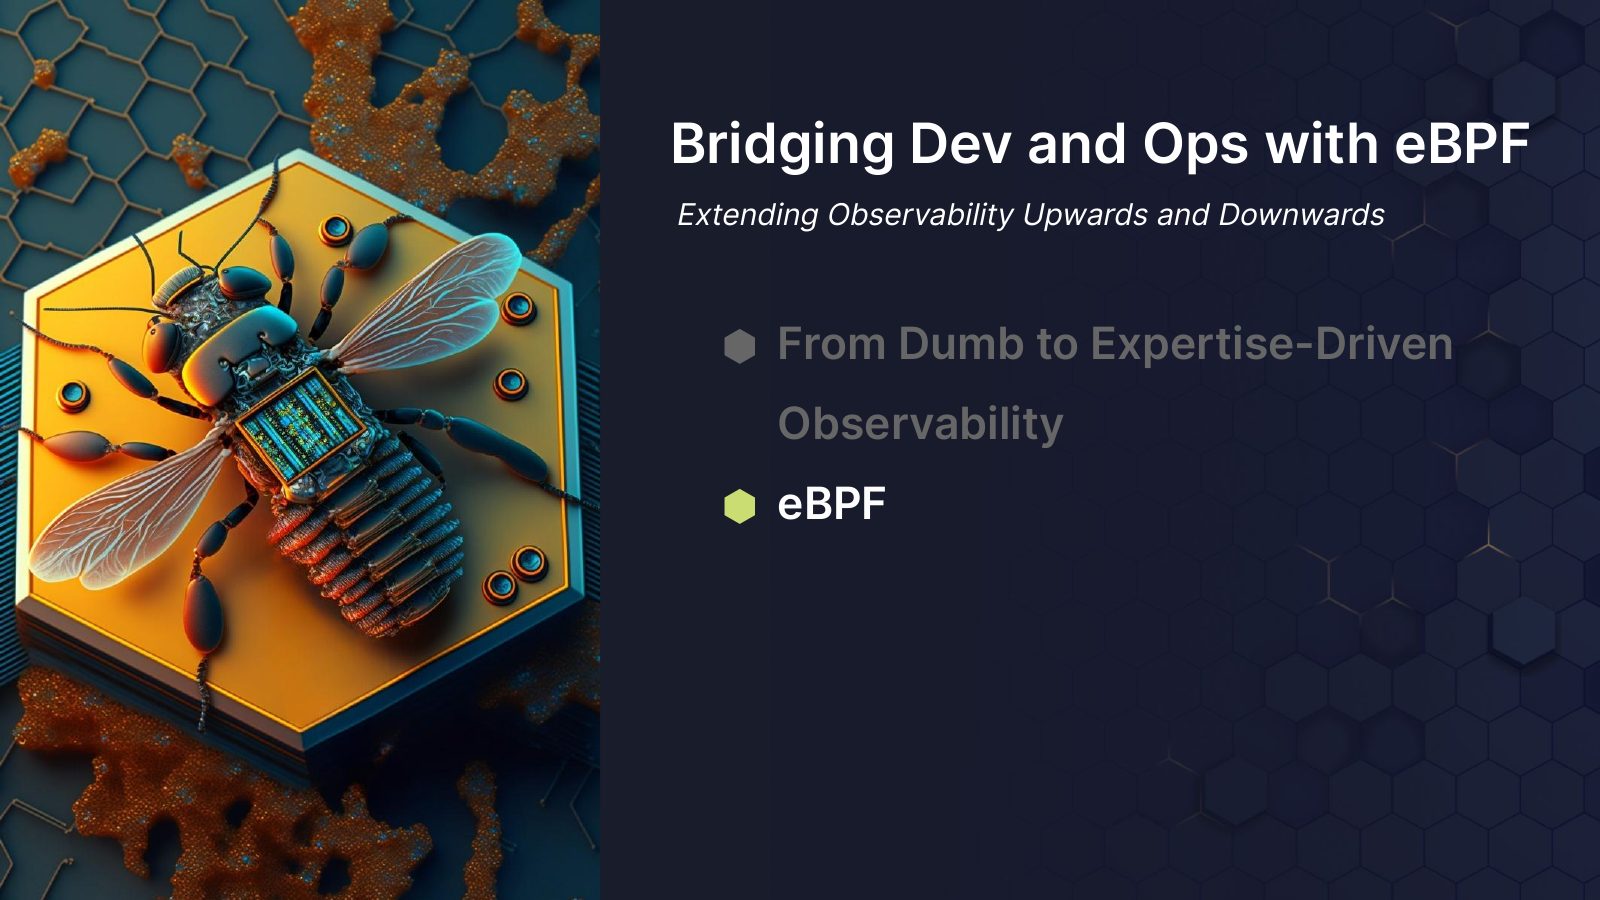 Bridging Dev and Ops with eBPF
Extending Observability Upwards and Downwards
From Dumb to Expertise-Driven
Observability
eBPF